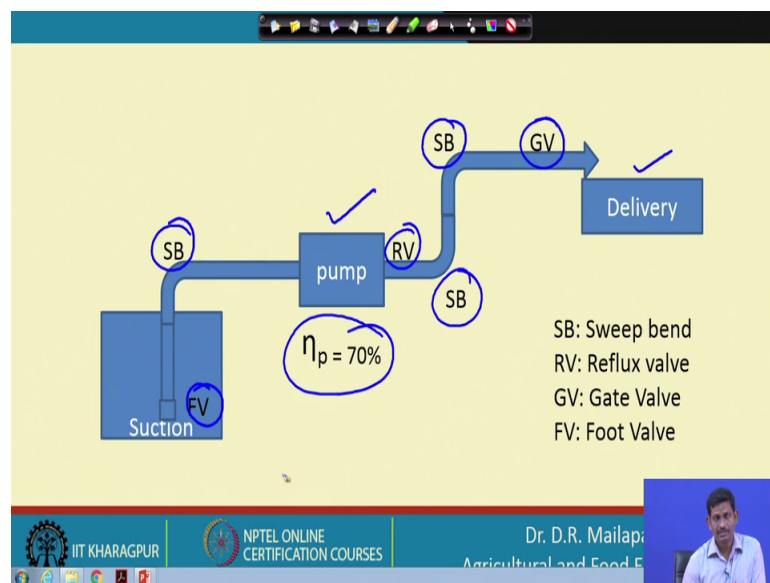 SB
GV
Delivery
SB
RV
pump
SB
ηp = 70%
FV
Suction
SB: Sweep bend
RV: Reflux valve
GV: Gate Valve
FV: Foot Valve
IIT KHARAGPUR
NPTEL ONLINE
CERTIFICATION COURSES
Dr. D.R.
Agricultural and Food